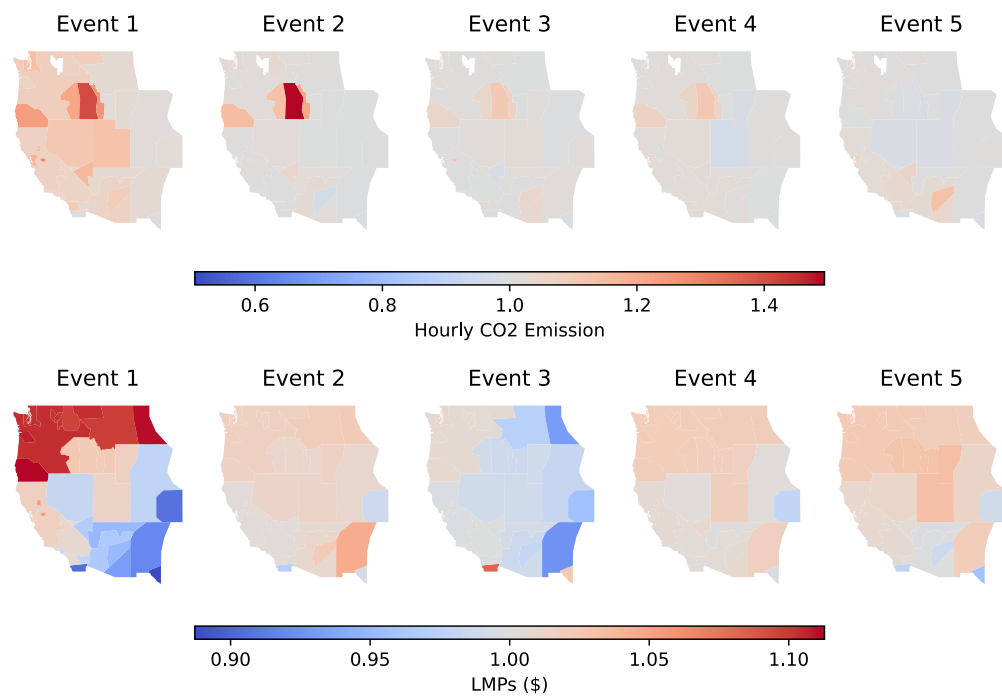 Event 1 Event 2 Event 3 Event 4 Event 5
0.6 0.8 1.0 1.2 1.4
Hourly CO2 Emission
Event 1 Event 2 Event 3 Event 4 Event 5
0.90 0.95 1.00 1.05 1.10
LMPs ($)